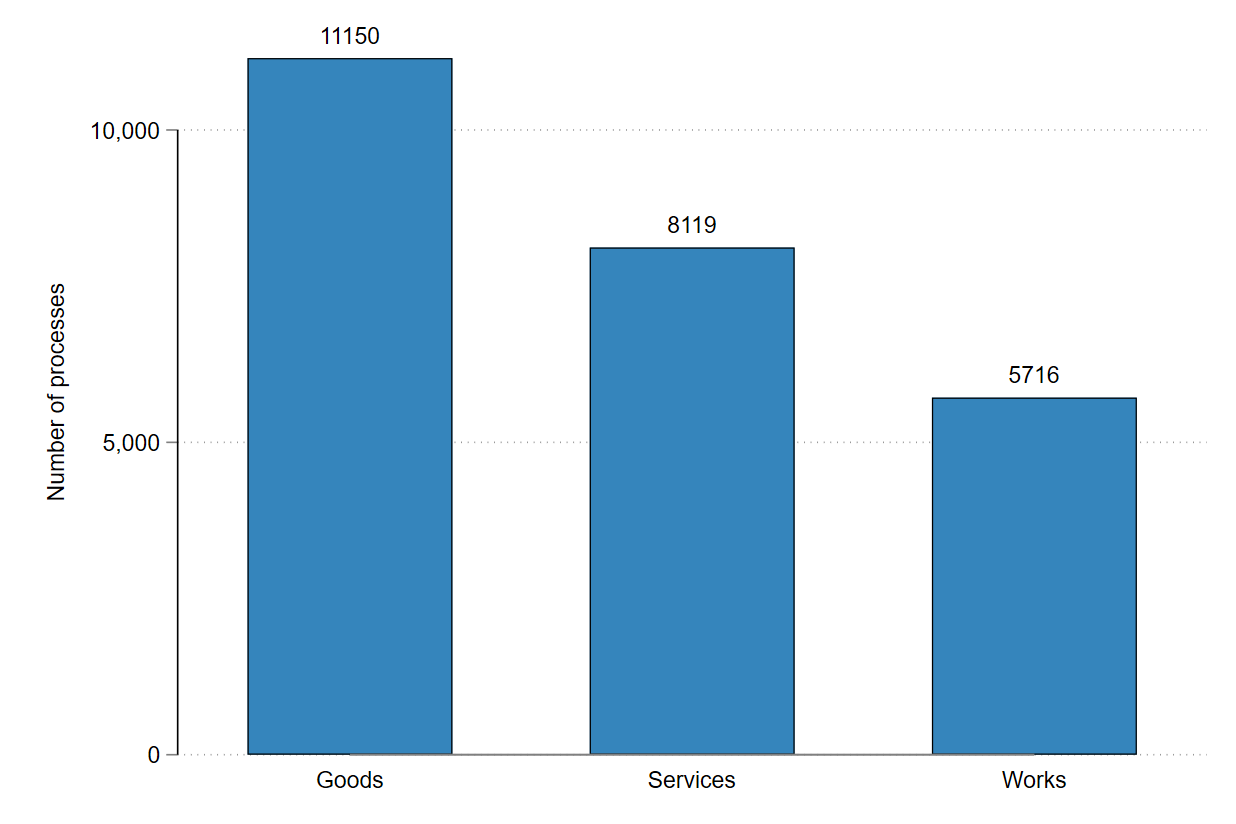 11150
10,000
8119
5716
5,000
0
Number of processes
Goods
Services
Works